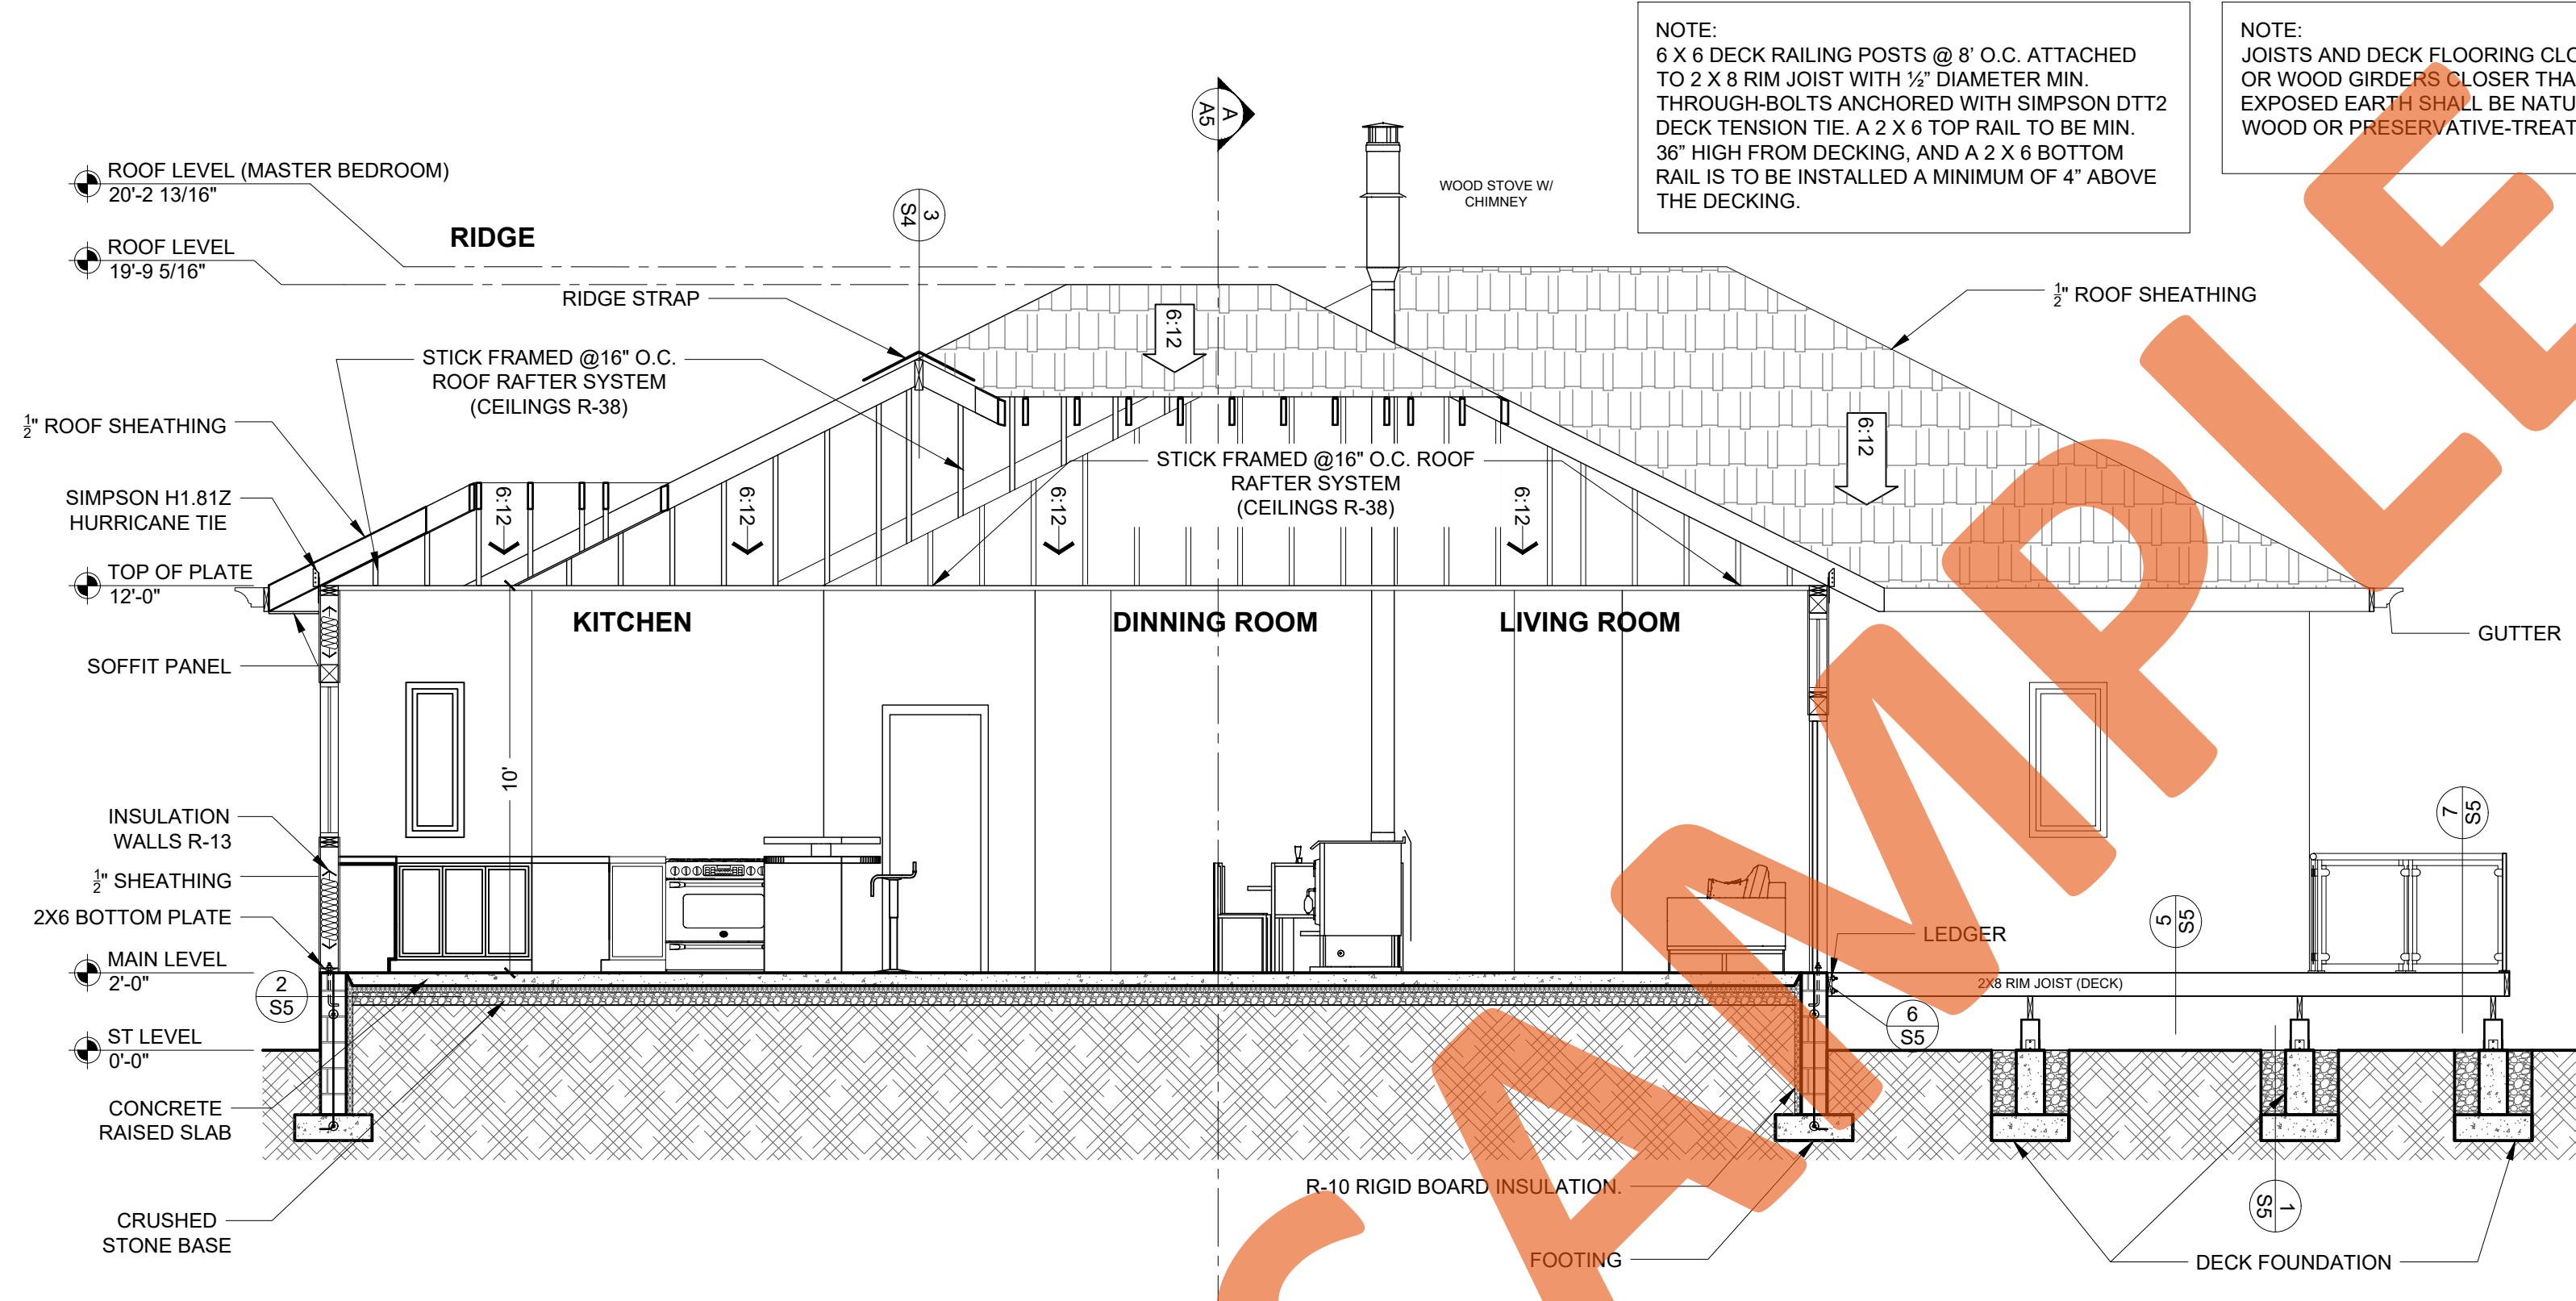 NOTE:
6 X 6 DECK RAILING POSTS @ 8’ O.C. ATTACHED
TO 2 X 8 RIM JOIST WITH ½” DIAMETER MIN.
THROUGH-BOLTS ANCHORED WITH SIMPSON DTT2
DECK TENSION TIE. A 2 X 6 TOP RAIL TO BE MIN.
36” HIGH FROM DECKING, AND A 2 X 6 BOTTOM
RAIL IS TO BE INSTALLED A MINIMUM OF 4” ABOVE
THE DECKING.
NOTE:
JOISTS AND DECK FLOORING CLO
OR WOOD GIRDERS CLOSER THA
EXPOSED EARTH SHALL BE NATU
WOOD OR PRESERVATIVE-TREAT
A
A5
WOOD STOVE W/
CHIMNEY
ROOF LEVEL (MASTER BEDROOM)
20'-2 13/16"
3
S4
RIDGE
ROOF LEVEL
19'-9 5/16"
RIDGE STRAP
½" ROOF SHEATHING
6:12
STICK FRAMED @16" O.C.
ROOF RAFTER SYSTEM
(CEILINGS R-38)
½" ROOF SHEATHING
6:12
STICK FRAMED @16" O.C. ROOF
RAFTER SYSTEM
(CEILINGS R-38)
SIMPSON H1.81Z
HURRICANE TIE
6:12
6:12
6:12
6:12
TOP OF PLATE
12'-0"
KITCHEN
DINNING ROOM
LIVING ROOM
GUTTER
SOFFIT PANEL
10'
INSULATION
WALLS R-13
½" SHEATHING
2X6 BOTTOM PLATE
7
S5
5
S5
LEDGER
MAIN LEVEL
2'-0"
2
S5
2X8 RIM JOIST (DECK)
6
S5
ST LEVEL
0'-0"
CONCRETE
RAISED SLAB
R-10 RIGID BOARD INSULATION.
1
S5
CRUSHED
STONE BASE
FOOTING
DECK FOUNDATION
SAMPLE